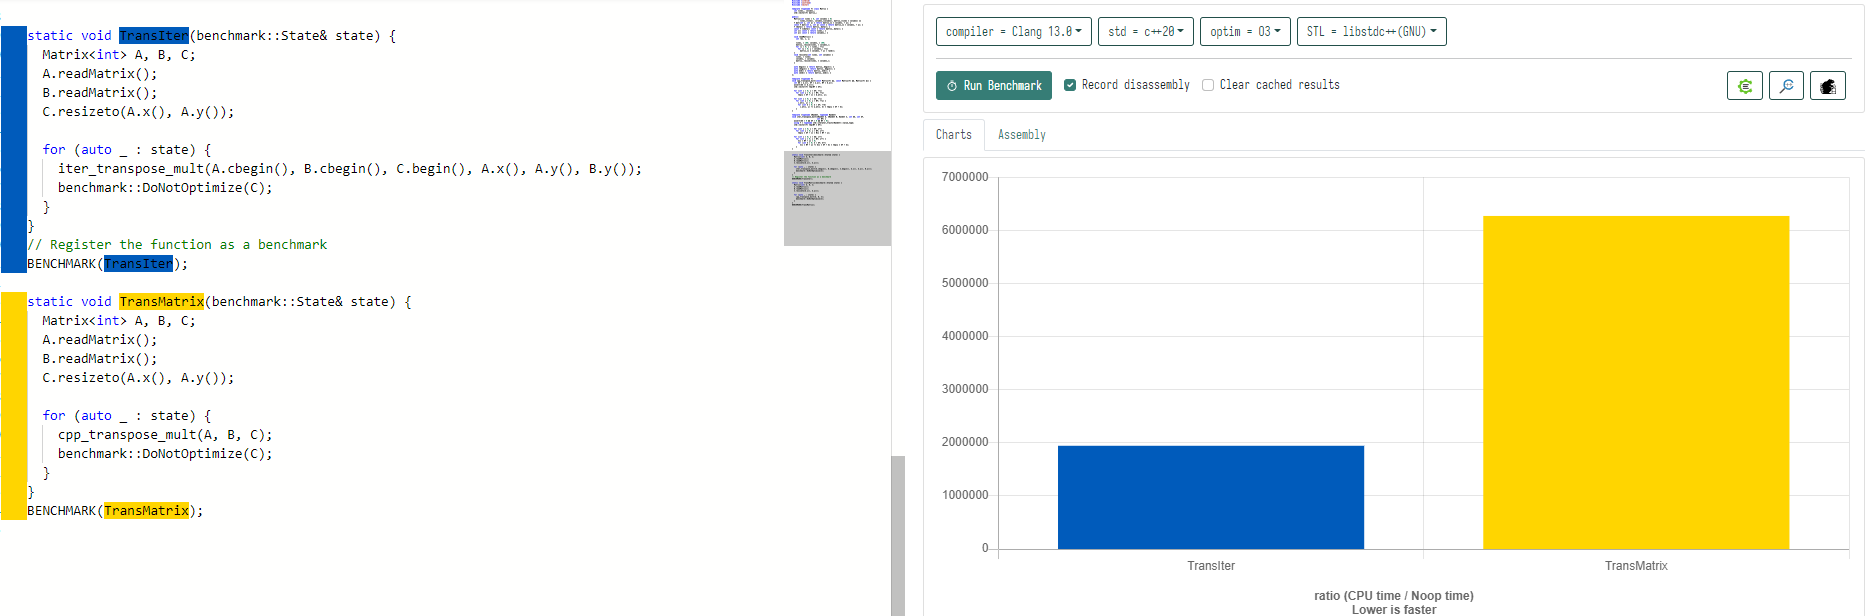 static void TransIter(benchmark::State& state) {
Matrix<int> A, B, C;
A.readMatrix();
B.readMatrix();
C.resizeto(A.x(), A.y());
for (auto _ : state) {
iter_transpose_mult(A.cbegin(), B.cbegin(), C.begin(), A.x(), A.y(), B.y());
benchmark::DoNotOptimize(C);
}
}
// Register the function as a benchmark
BENCHMARK(TransIter);
static void TransMatrix(benchmark::State& state) {
Matrix<int> A, B, C;
A.readMatrix();
B.readMatrix();
C.resizeto(A.x(), A.y());
for (auto _ : state) {
cpp_transpose_mult(A, B, C);
benchmark::DoNotOptimize(C);
}
}
BENCHMARK(TransMatrix);
compiler = Clang 13.0 std = c++20 optim = O3 STL = libstdc++(GNU)
Run Benchmark Record disassembly Clear cached results
Charts Assembly
7000000
6000000
5000000
4000000
3000000
2000000
1000000
0
TransIter TransMatrix
ratio (CPU time / Noop time)
Lower is faster